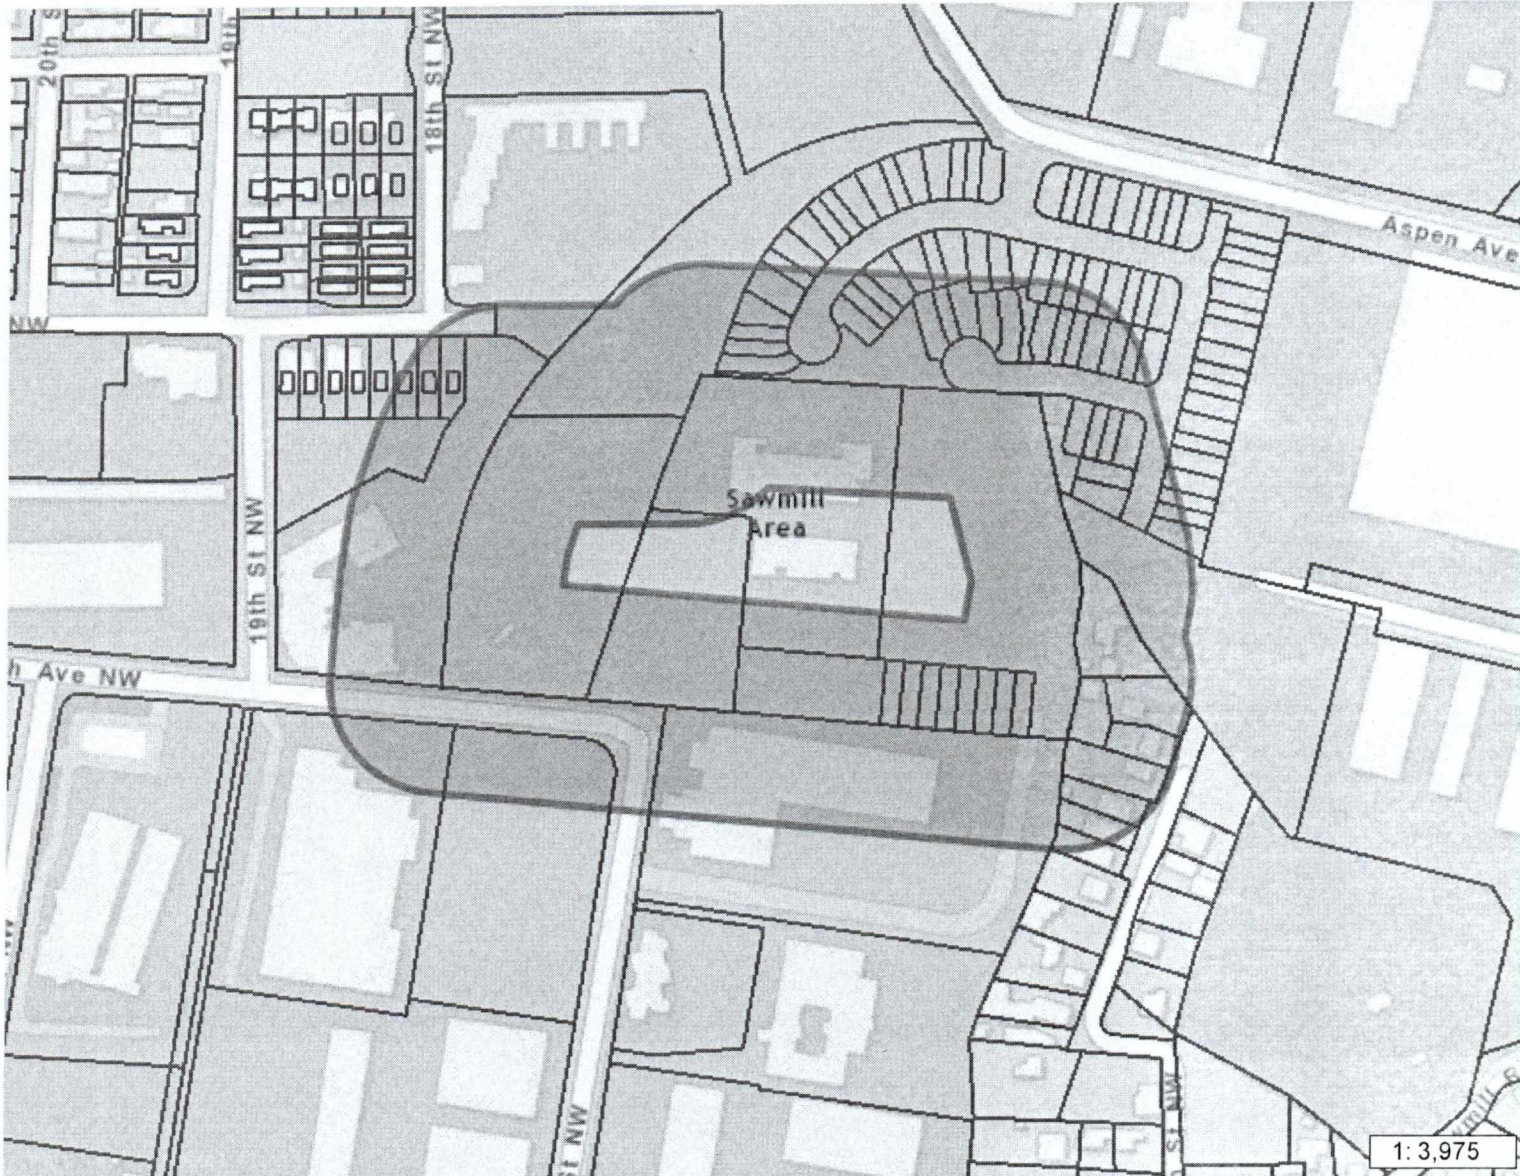 20th S
19th
18th St NW
Aspen Ave
NW
Sawmill
Area
19th St NW
h Ave NW
St NW
St NW
1: 3,975